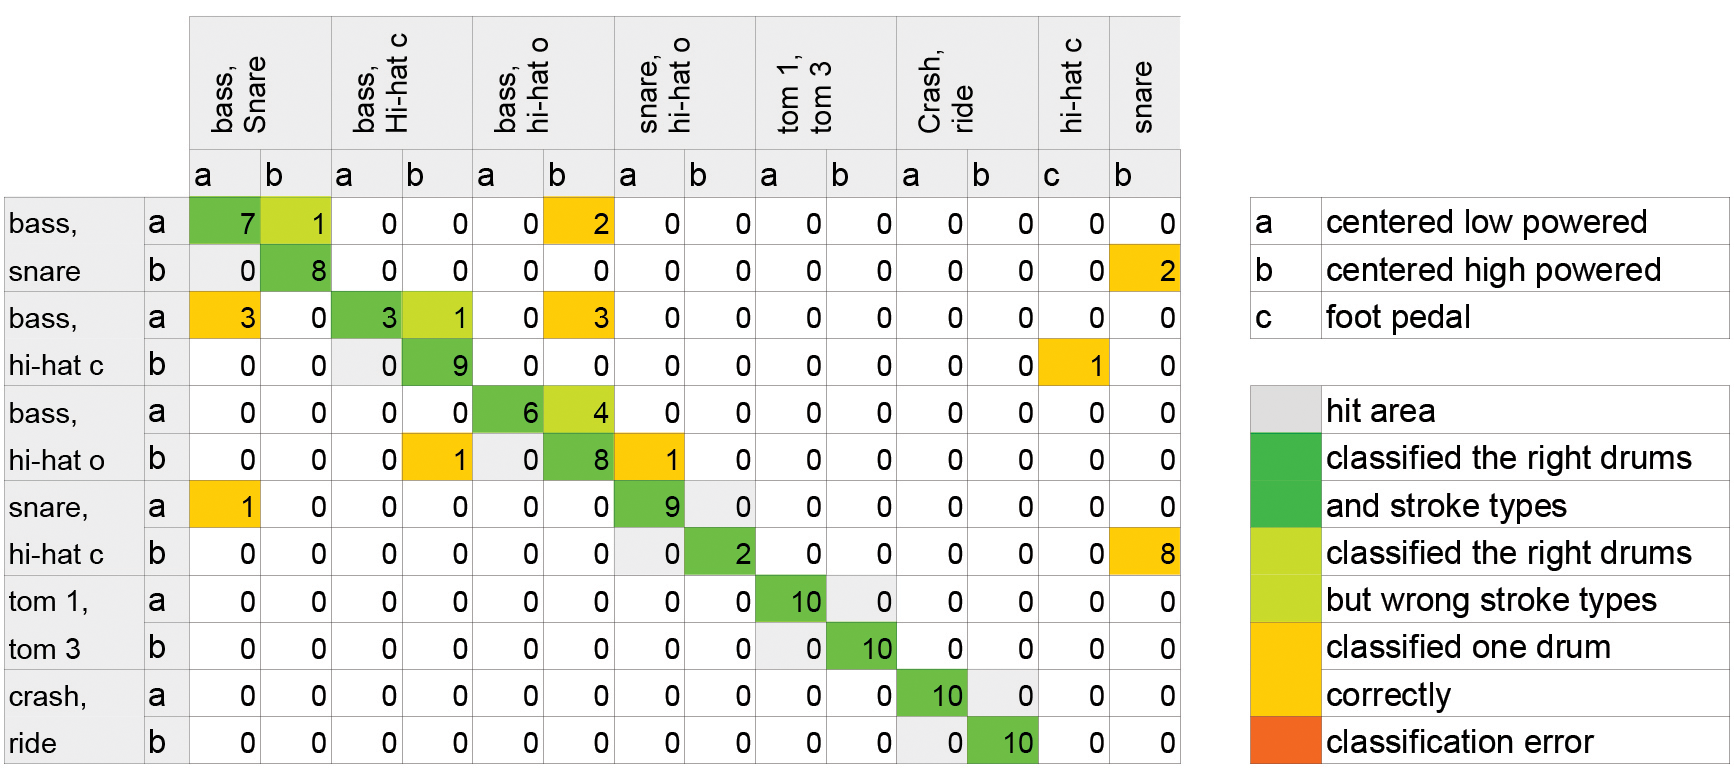 bass, Snare bass, Hi-hat c bass, hi-hat o snare, hi-hat o tom 1, tom 3 Crash, ride hi-hat c snare
a b a b a b a b a b a b c b
bass, a 7 1 0 0 0 2 0 0 0 0 0 0 0 0
snare b 0 8 0 0 0 0 0 0 0 0 0 0 0 2
bass, a 3 0 3 1 0 3 0 0 0 0 0 0 0 0
hi-hat c b 0 0 0 9 0 0 0 0 0 0 0 0 1 0
bass, a 0 0 0 0 6 4 0 0 0 0 0 0 0 0
hi-hat o b 0 0 0 1 0 8 1 0 0 0 0 0 0 0
snare, a 1 0 0 0 0 0 9 0 0 0 0 0 0 0
hi-hat c b 0 0 0 0 0 0 0 2 0 0 0 0 0 8
tom 1, a 0 0 0 0 0 0 0 0 10 0 0 0 0 0
tom 3 b 0 0 0 0 0 0 0 0 0 10 0 0 0 0
crash, a 0 0 0 0 0 0 0 0 0 0 10 0 0 0
ride b 0 0 0 0 0 0 0 0 0 0 0 10 0 0
a centered low powered
b centered high powered
c foot pedal
hit area
classified the right drums
and stroke types
classified the right drums
but wrong stroke types
classified one drum
correctly
classification error